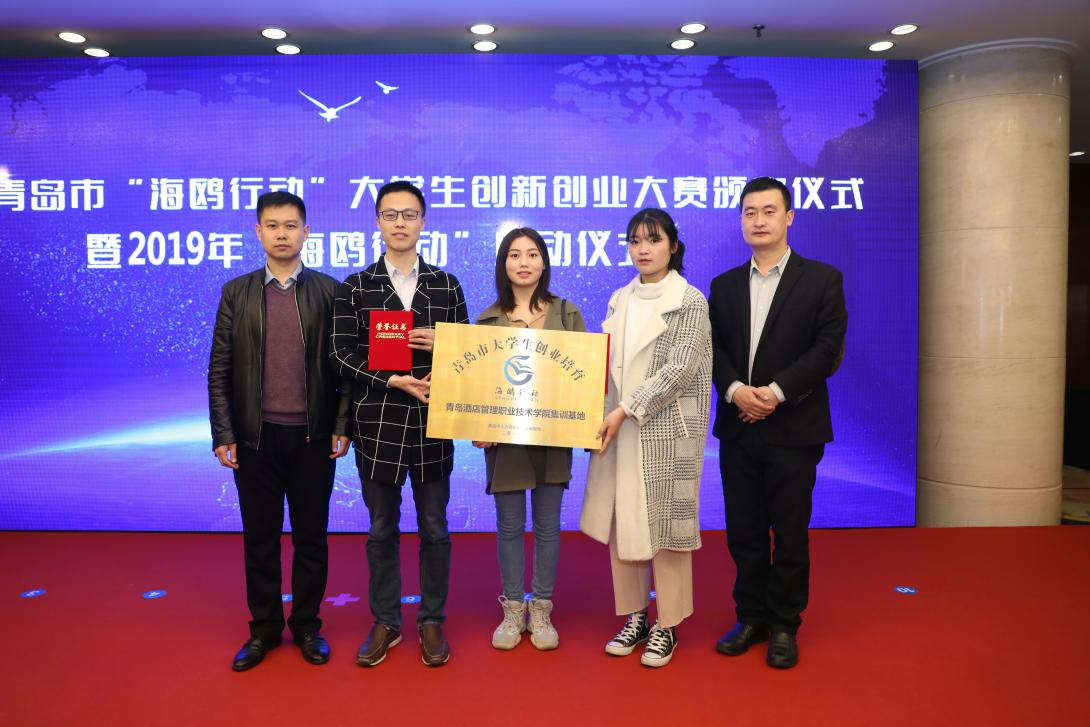 青岛市“海鸥行动”大学生创新创业大赛颁奖仪式
暨2019年“海鸥行动”启动仪式
荣誉证书
HONORARY
CREDENTIAL
青岛市大学生创业培育
海鸥行动
青岛酒店管理职业技术学院集训基地